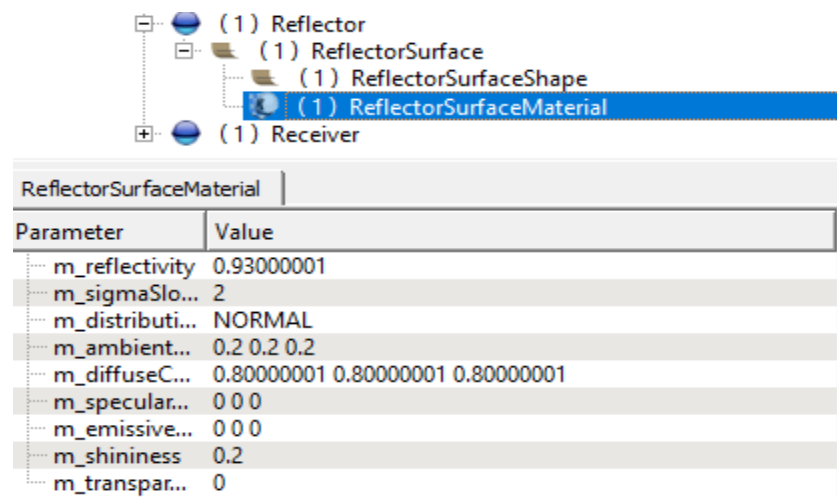 (1) Reflector
(1) ReflectorSurface
(1) ReflectorSurfaceShape
(1) ReflectorSurfaceMaterial
(1) Receiver
ReflectorSurfaceMaterial
Parameter Value
m_reflectivity 0.93000001
m_sigmaSlo... 2
m_distributi... NORMAL
m_ambient... 0.2 0.2 0.2
m_diffuseC... 0.80000001 0.80000001 0.80000001
m_specular... 0 0 0
m_emissive... 0 0 0
m_shininess 0.2
m_transpar... 0